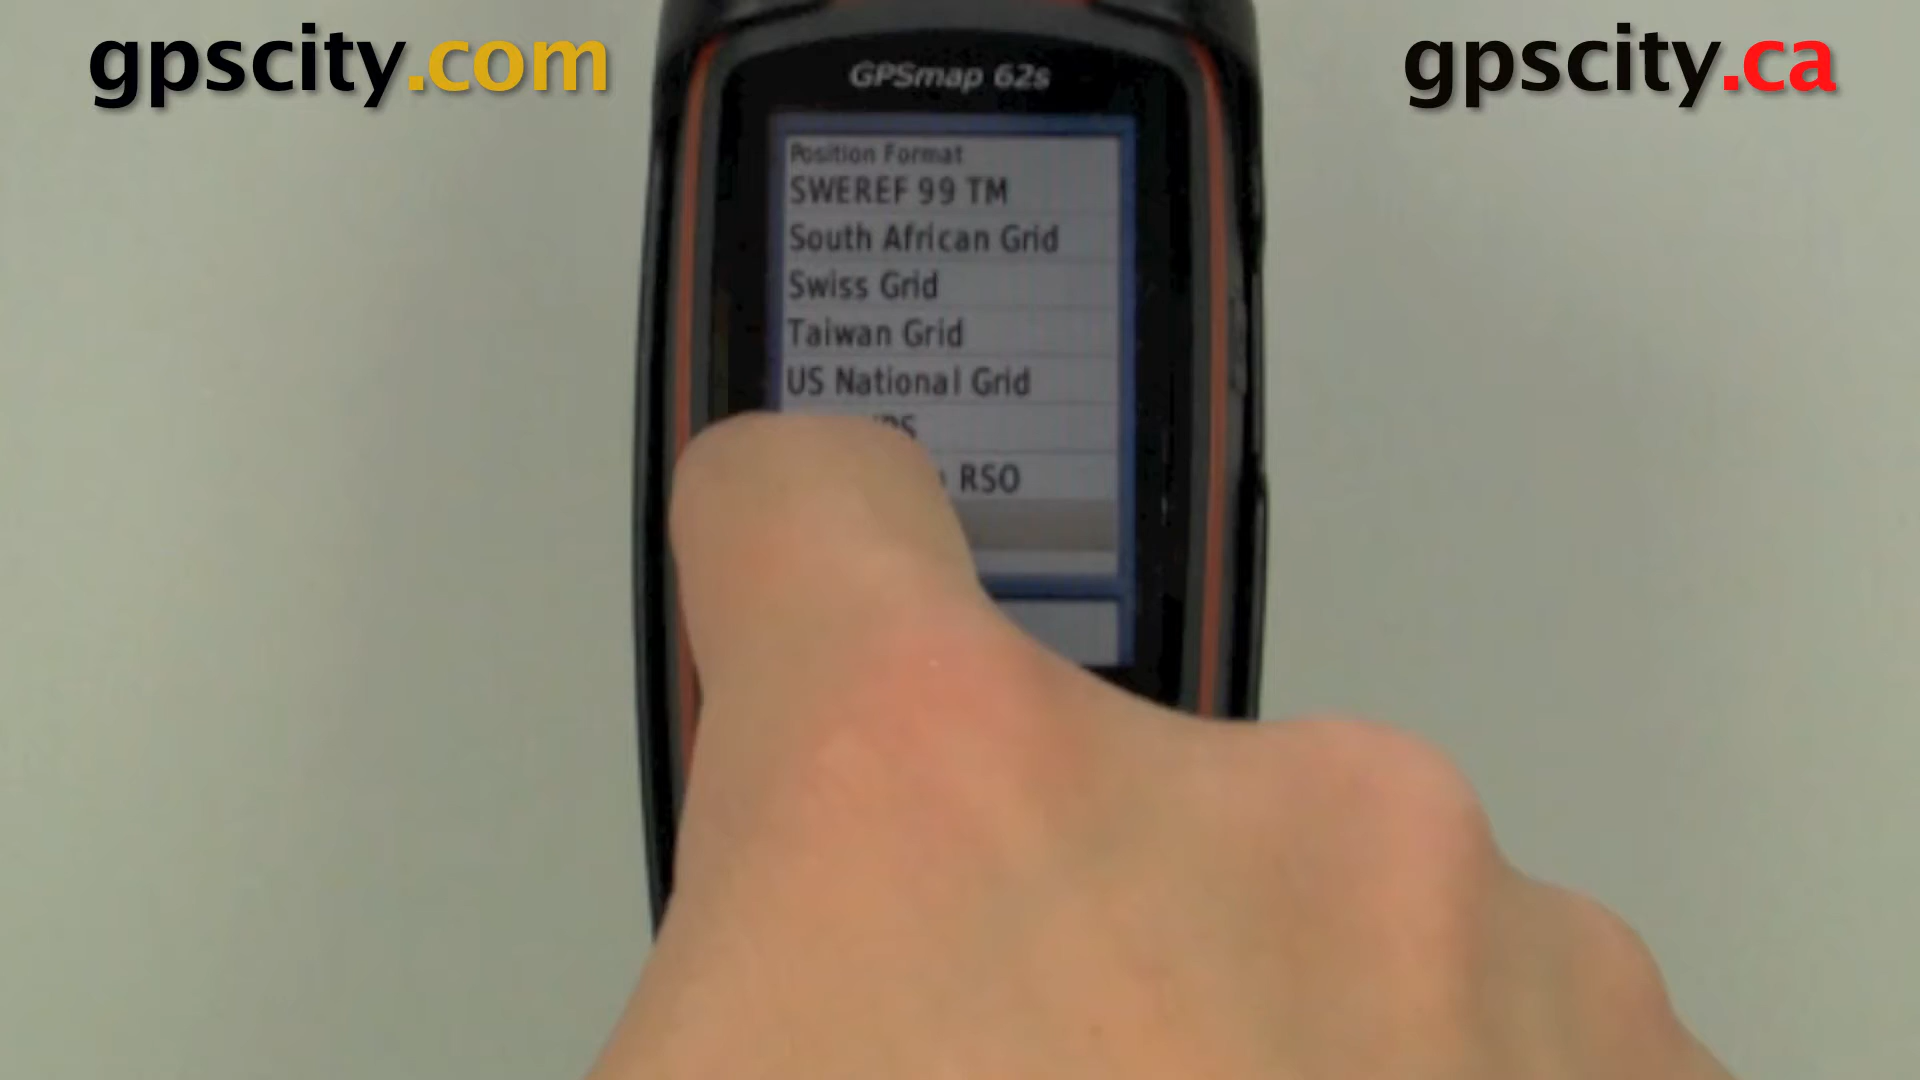 gpscity.com
gpscity.ca
GPSmap 62s
Position Format
SWEREF 99 TM
South African Grid
Swiss Grid
Taiwan Grid
US National Grid
RSO